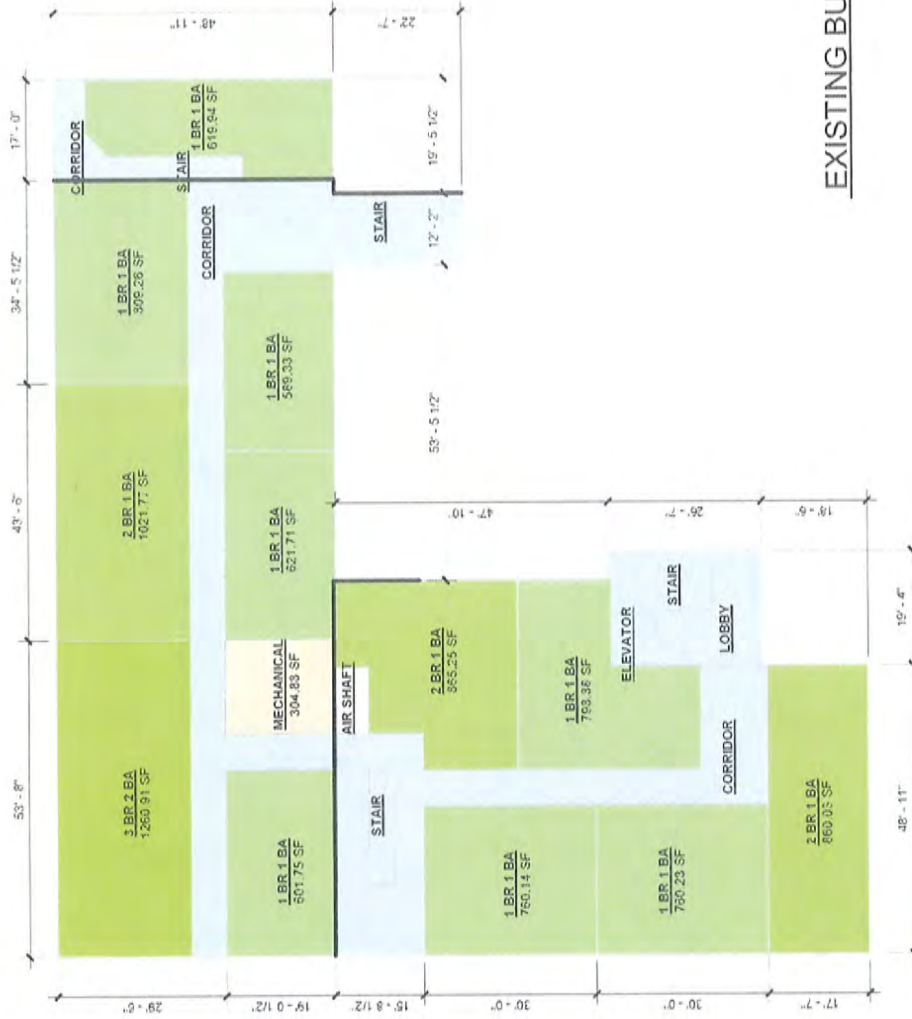 17' - 0"
34' - 5 1/2"
43' - 6"
53' - 8"
48' - 11"
22' - 7"
CORRIDOR
STAIR
1 BR 1 BA
619.94 SF
19' - 5 1/2"
1 BR 1 BA
809.26 SF
CORRIDOR
STAIR
12' - 2"
2 BR 1 BA
1021.77 SF
1 BR 1 BA
589.33 SF
53' - 5 1/2"
1 BR 1 BA
621.71 SF
3 BR 2 BA
1260.91 SF
MECHANICAL
304.83 SF
AIR SHAFT
1 BR 1 BA
601.75 SF
STAIR
2 BR 1 BA
865.25 SF
47' - 10"
1 BR 1 BA
793.36 SF
ELEVATOR
STAIR
LOBBY
26' - 7"
18' - 6"
CORRIDOR
1 BR 1 BA
760.14 SF
1 BR 1 BA
760.23 SF
2 BR 1 BA
860.03 SF
19' - 4"
48' - 11"
29' - 6"
19' - 0 1/2"
15' - 8 1/2"
30' - 0"
30' - 0"
17' - 7"
EXISTING BU